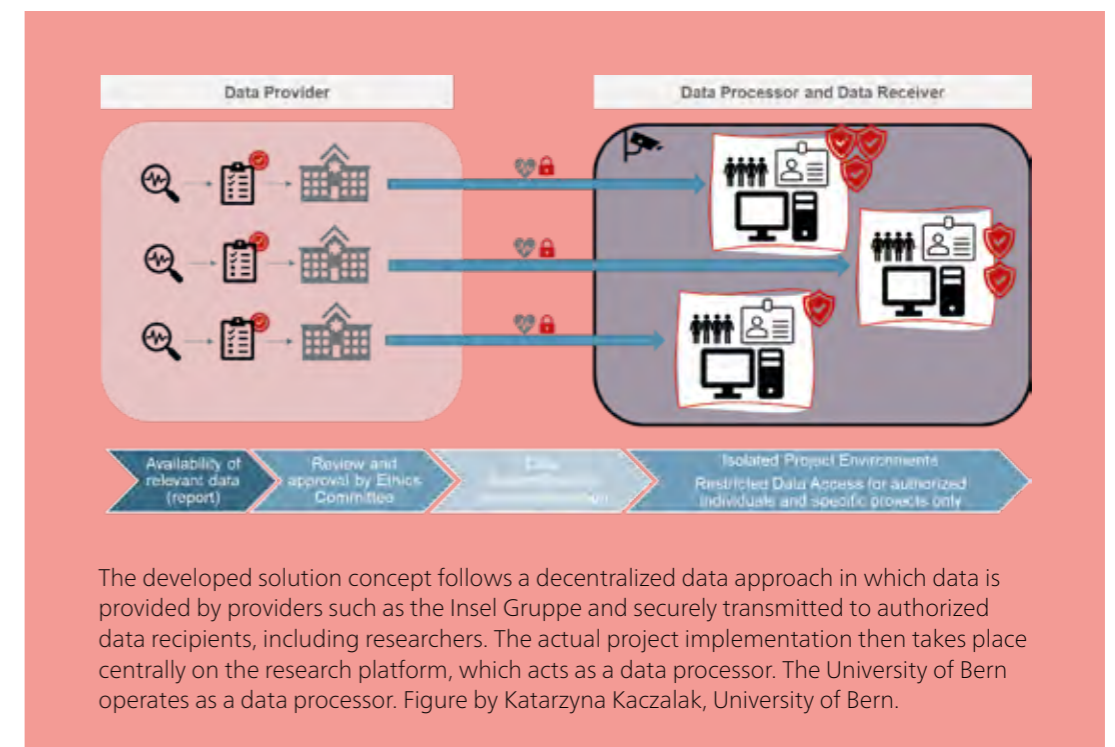 Data Provider
Data Processor and Data Receiver
Availability of
relevant data
(report)
Review and
approval by Ethics
Committee
Data
Isolated Project Environments
Restricted Data Access for authorized
individuals and specific projects only
The developed solution concept follows a decentralized data approach in which data is
provided by providers such as the Insel Gruppe and securely transmitted to authorized
data recipients, including researchers. The actual project implementation then takes place
centrally on the research platform, which acts as a data processor. The University of Bern
operates as a data processor. Figure by Katarzyna Kaczalak, University of Bern.